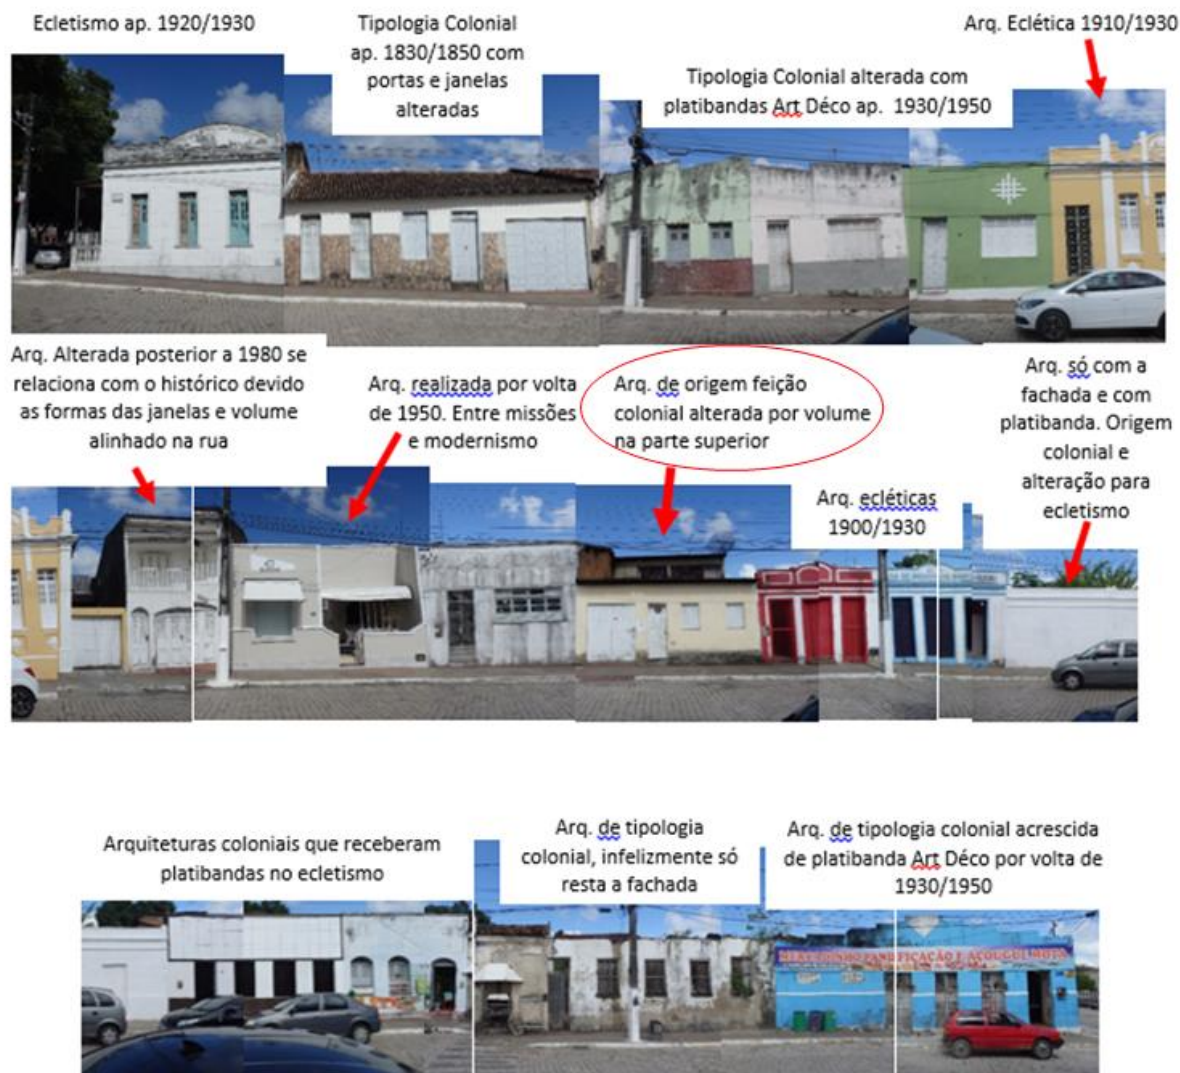 Ecletismo ap. 1920/1930
Tipologia Colonial
ap. 1830/1850 com
portas e janelas
alteradas
Tipologia Colonial alterada com
platibandas Art Déco ap. 1930/1950
Arq. Eclética 1910/1930
Arq. Alterada posterior a 1980 se
relaciona com o histórico devido
as formas das janelas e volume
alinhado na rua
Arq. realizada por volta
de 1950. Entre missões
e modernismo
Arq. de origem feição
colonial alterada por volume
na parte superior
Arq. ecléticas
1900/1930
Arq. só com a
fachada e com
platibanda. Origem
colonial e
alteração para
ecletismo
Arquiteturas coloniais que receberam
platibandas no ecletismo
Arq. de tipologia
colonial, infelizmente só
resta a fachada
Arq. de tipologia colonial acrescida
de platibanda Art Déco por volta de
1930/1950
MERCADINHO PANIFICAÇÃO E AÇOUGUE MOTA